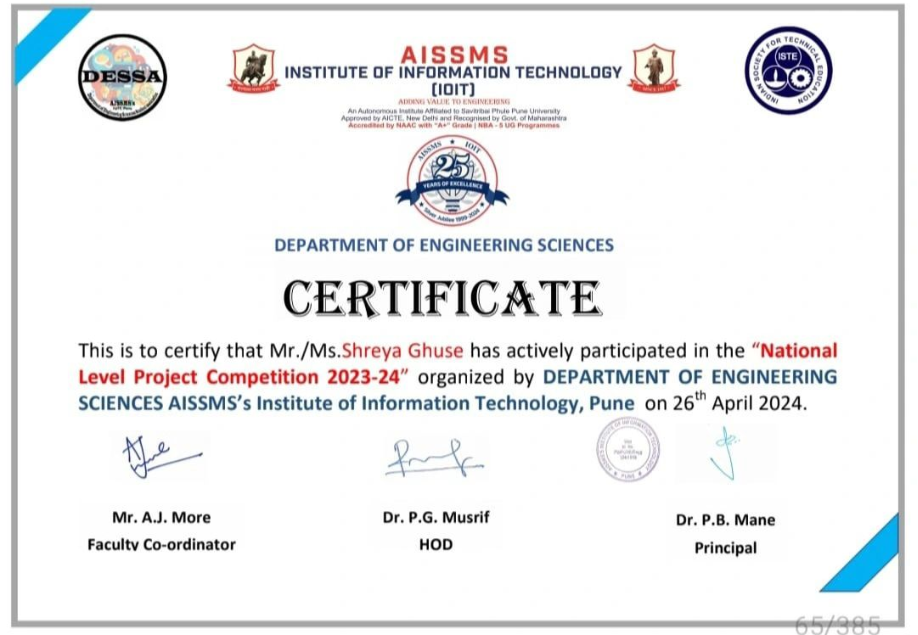 DESSA
AISSMS
INSTITUTE OF INFORMATION TECHNOLOGY
(IOIT)
ADDING VALUE TO ENGINEERING
An Autonomous Institute Affiliated to Savitribai Phule Pune University
Approved by AICTE, New Delhi and Recognised by Govt. of Maharashtra
Accredited by NAAC with "A+" Grade | NBA - 5 UG Programmes
INDIAN SOCIETY FOR TECHNICAL EDUCATION
ISTE
AISSMS IOIT
25
YEARS OF EXCELLENCE
Silver Jubilee 1999-2024
DEPARTMENT OF ENGINEERING SCIENCES
CERTIFICATE
This is to certify that Mr./Ms.Shreya Ghuse has actively participated in the “National
Level Project Competition 2023-24” organized by DEPARTMENT OF ENGINEERING
SCIENCES AISSMS’s Institute of Information Technology, Pune on 26th April 2024.
Mr. A.J. More
Faculty Co-ordinator
Dr. P.G. Musrif
HOD
Dr. P.B. Mane
Principal
65/385